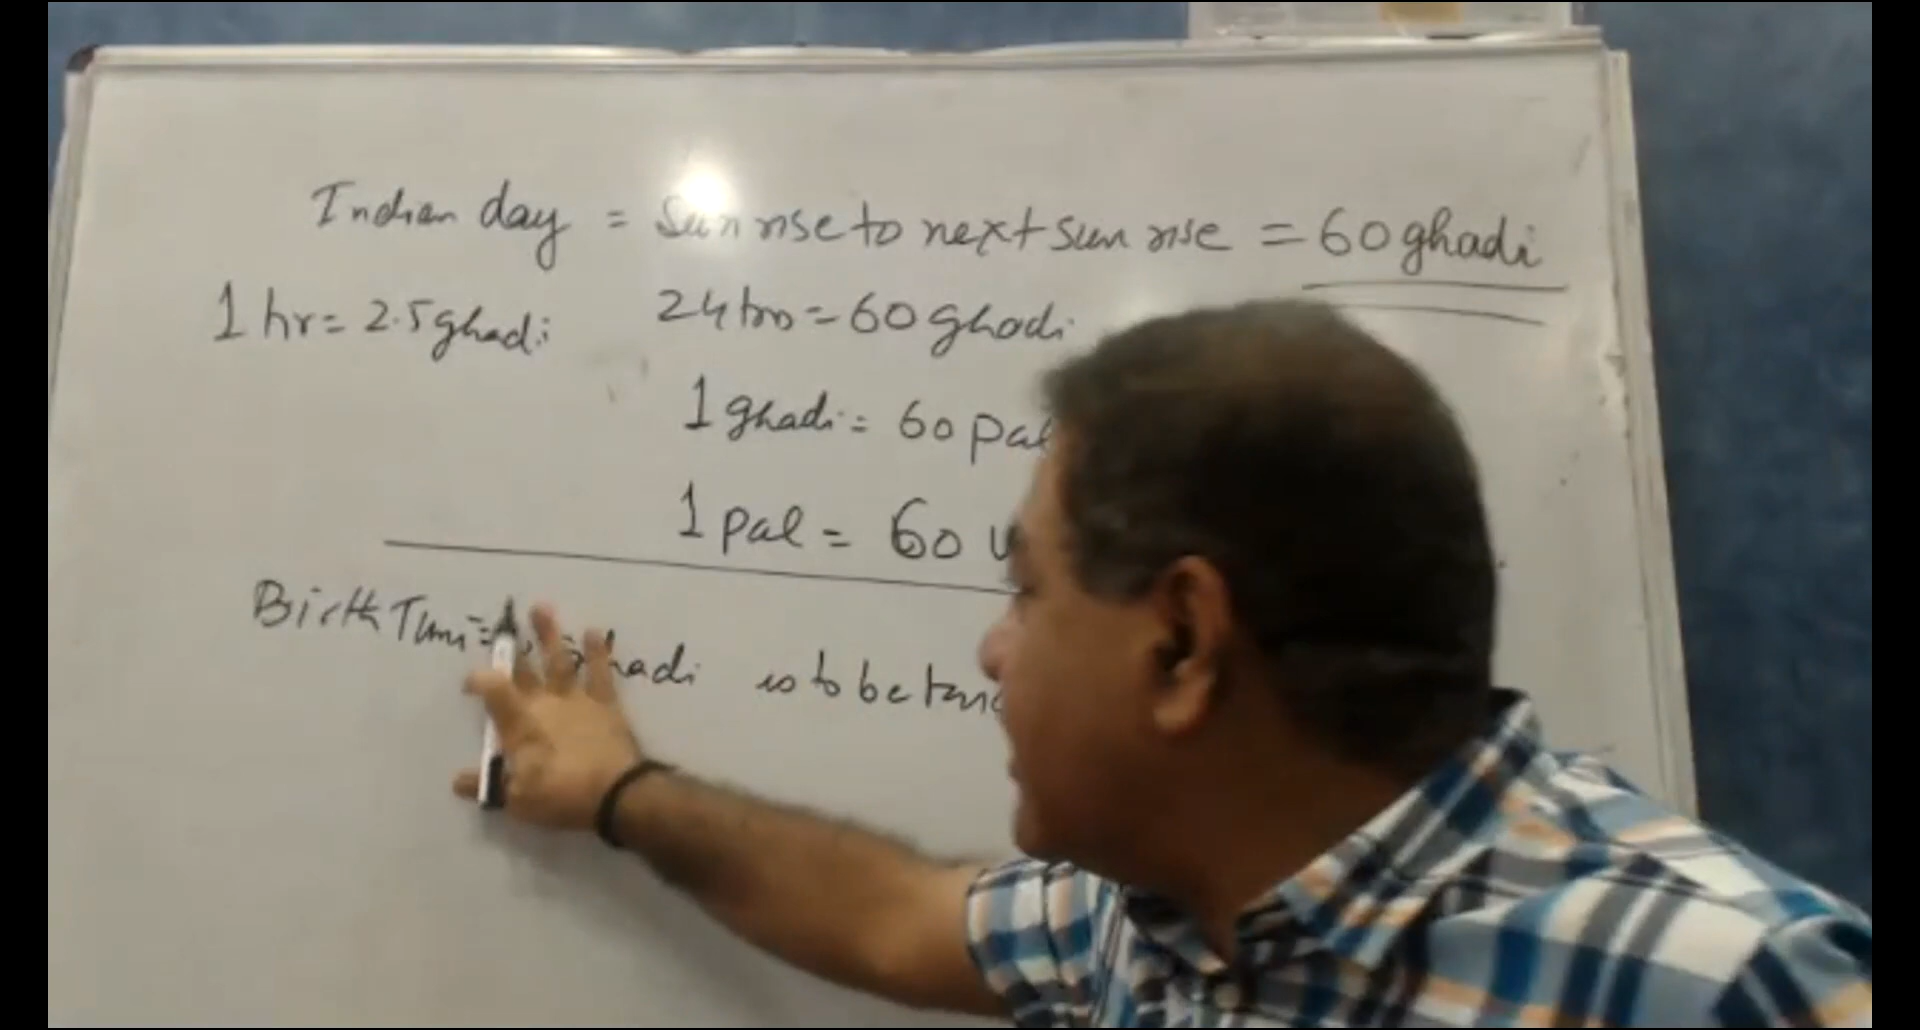 Indian day = Sun rise to next sun rise = 60 ghadi
1 hr = 2.5 ghadi 24 hrs = 60 ghadi
1 ghadi = 60 pal
1 pal = 60
Birth Time = ghadi is to be